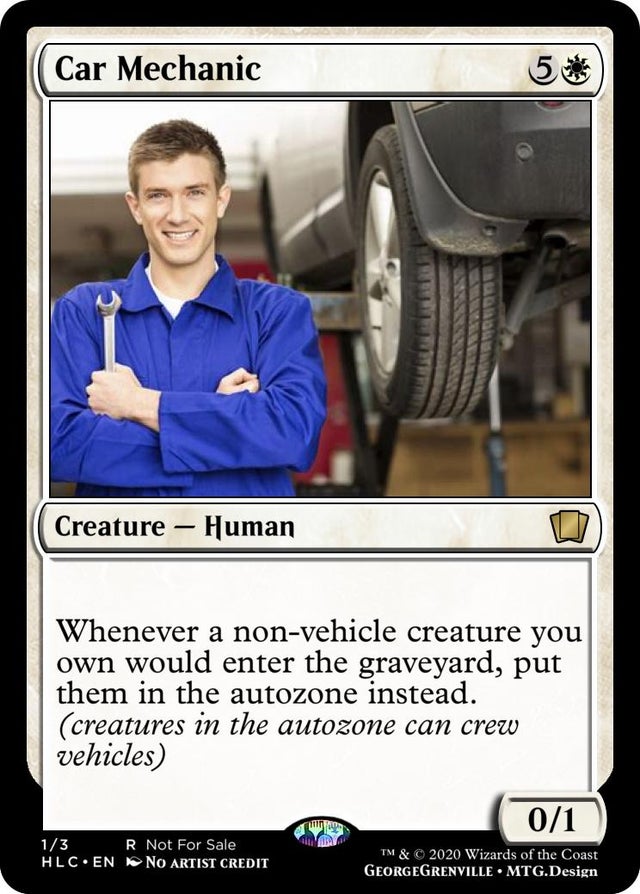 Car Mechanic 5
Creature — Human
Whenever a non-vehicle creature you
own would enter the graveyard, put
them in the autozone instead.
(creatures in the autozone can crew
vehicles)
0/1
1/3 R Not For Sale
HLC • EN No artist credit
™ & © 2020 Wizards of the Coast
GeorgeGrenville • MTG.Design